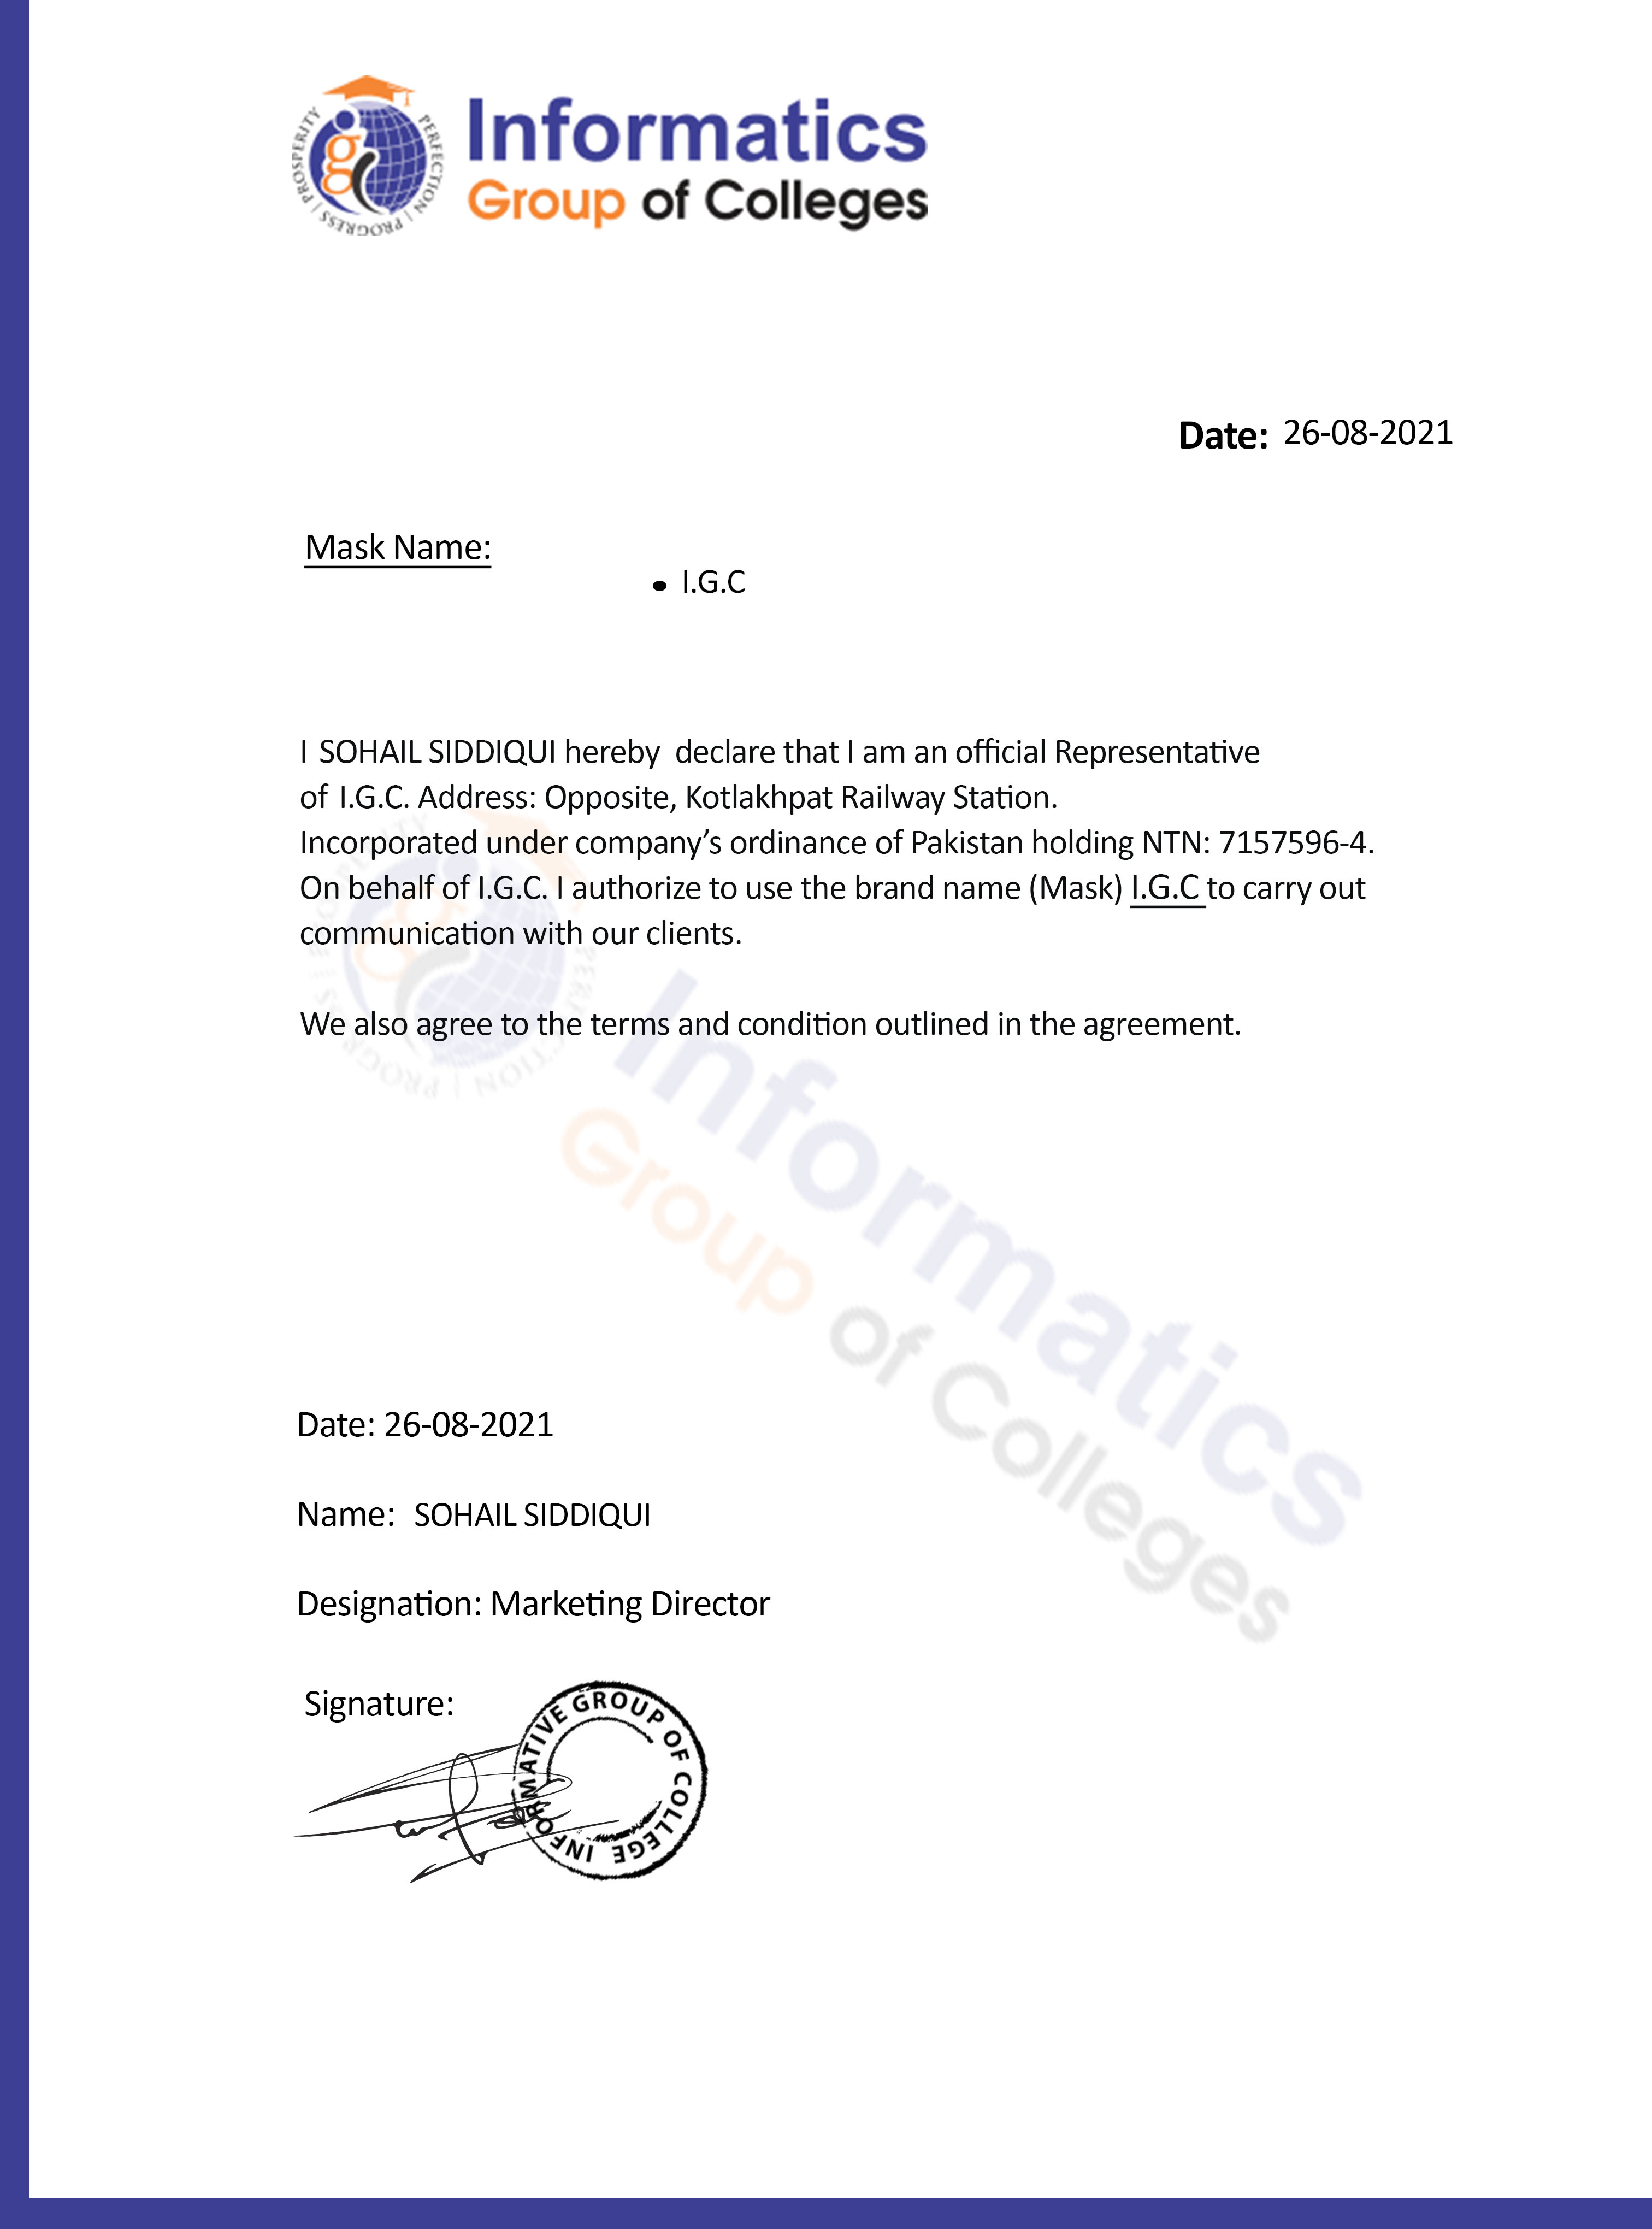 PROSPERITY | PROGRESS | PERFECTION
Informatics
Group of Colleges
Date: 26-08-2021
Mask Name:
• I.G.C
I SOHAIL SIDDIQUI hereby declare that I am an official Representative
of I.G.C. Address: Opposite, Kotlakhpat Railway Station.
Incorporated under company’s ordinance of Pakistan holding NTN: 7157596-4.
On behalf of I.G.C. I authorize to use the brand name (Mask) I.G.C to carry out
communication with our clients.
We also agree to the terms and condition outlined in the agreement.
Informatics
Group of Colleges
Date: 26-08-2021
Name: SOHAIL SIDDIQUI
Designation: Marketing Director
Signature:
INFORMATIVE GROUP OF COLLEGE